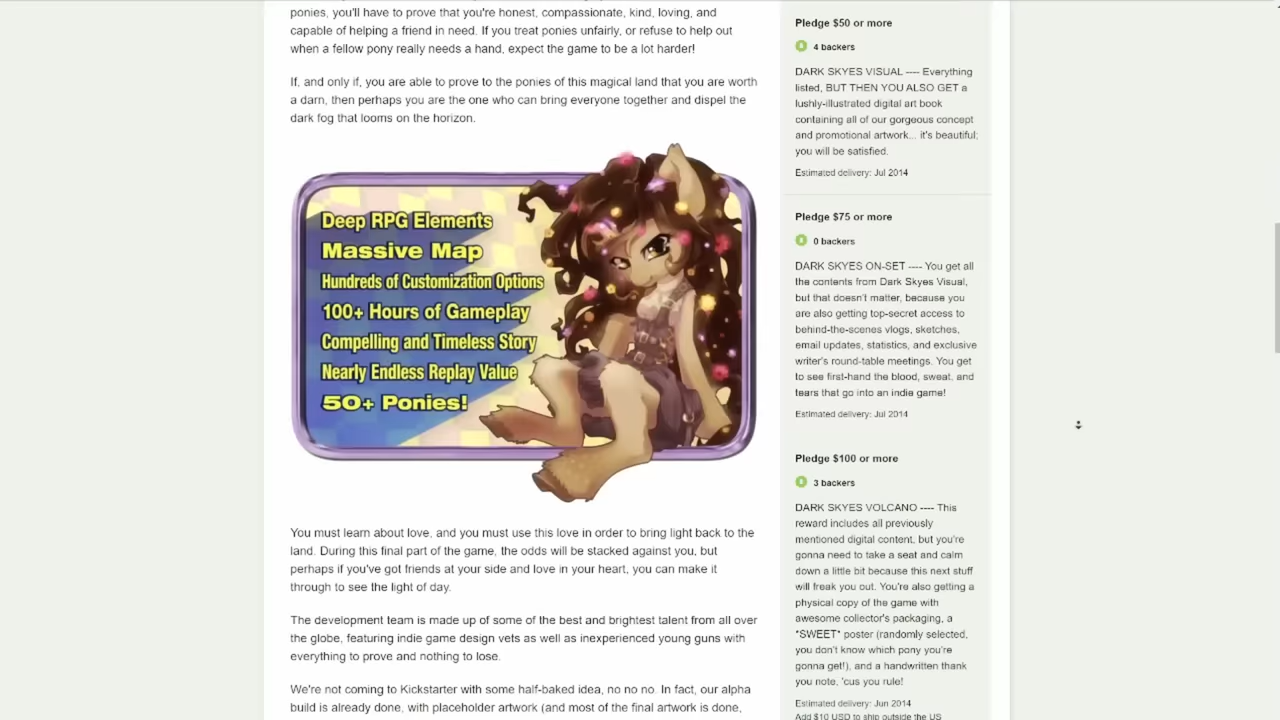 ponies, you'll have to prove that you're honest, compassionate, kind, loving, and
capable of helping a friend in need. If you treat ponies unfairly, or refuse to help out
when a fellow pony really needs a hand, expect the game to be a lot harder!
If, and only if, you are able to prove to the ponies of this magical land that you are worth
a darn, then perhaps you are the one who can bring everyone together and dispel the
dark fog that looms on the horizon.
Deep RPG Elements
Massive Map
Hundreds of Customization Options
100+ Hours of Gameplay
Compelling and Timeless Story
Nearly Endless Replay Value
50+ Ponies!
You must learn about love, and you must use this love in order to bring light back to the
land. During this final part of the game, the odds will be stacked against you, but
perhaps if you've got friends at your side and love in your heart, you can make it
through to see the light of day.
The development team is made up of some of the best and brightest talent from all over
the globe, featuring indie game design vets as well as inexperienced young guns with
everything to prove and nothing to lose.
We're not coming to Kickstarter with some half-baked idea, no no no. In fact, our alpha
build is already done, with placeholder artwork (and most of the final artwork is done,
Pledge $50 or more
4 backers
DARK SKYES VISUAL ---- Everything
listed, BUT THEN YOU ALSO GET a
lushly-illustrated digital art book
containing all of our gorgeous concept
and promotional artwork... it's beautiful;
you will be satisfied.
Estimated delivery: Jul 2014
Pledge $75 or more
0 backers
DARK SKYES ON-SET ---- You get all
the contents from Dark Skyes Visual,
but that doesn't matter, because you
are also getting top-secret access to
behind-the-scenes vlogs, sketches,
email updates, statistics, and exclusive
writer's round-table meetings. You get
to see first-hand the blood, sweat, and
tears that go into an indie game!
Estimated delivery: Jul 2014
Pledge $100 or more
3 backers
DARK SKYES VOLCANO ---- This
reward includes all previously
mentioned digital content, but you're
gonna need to take a seat and calm
down a little bit because this next stuff
will freak you out. You're also getting a
physical copy of the game with
awesome collector's packaging, a
*SWEET* poster (randomly selected,
you don't know which pony you're
gonna get!), and a handwritten thank
you note, 'cus you rule!
Estimated delivery: Jun 2014
Add $10 USD to ship outside the US